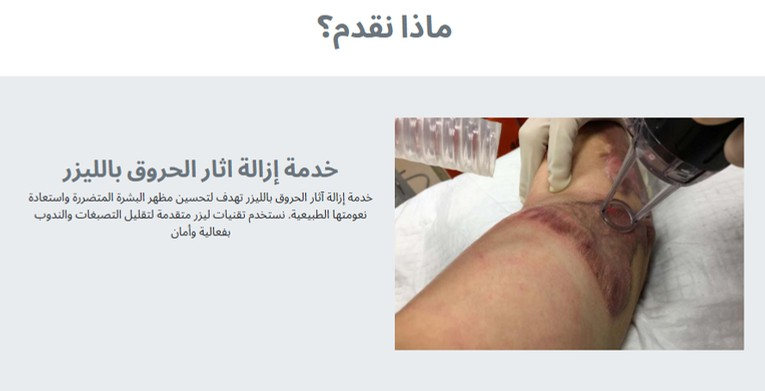 ماذا نقدم؟
خدمة إزالة اثار الحروق بالليزر
خدمة إزالة آثار الحروق بالليزر تهدف لتحسين مظهر البشرة المتضررة واستعادة
نعومتها الطبيعية. نستخدم تقنيات ليزر متقدمة لتقليل التصبغات والندوب
بفعالية وأمان